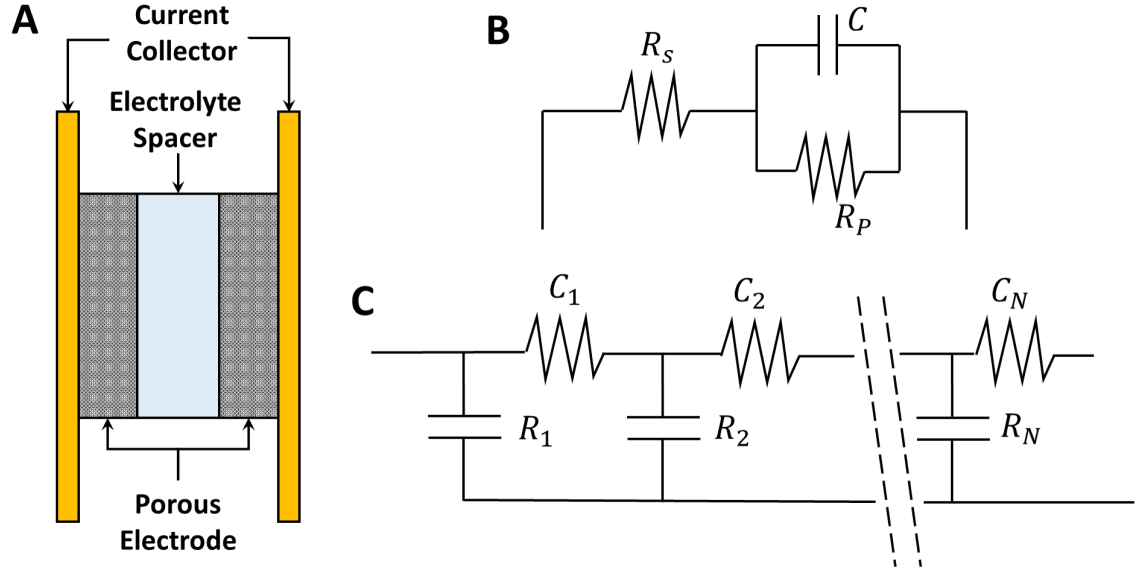 A
Current
Collector
Electrolyte
Spacer
Porous
Electrode
B
R_s
C
R_P
C
C_1
C_2
C_N
R_1
R_2
R_N